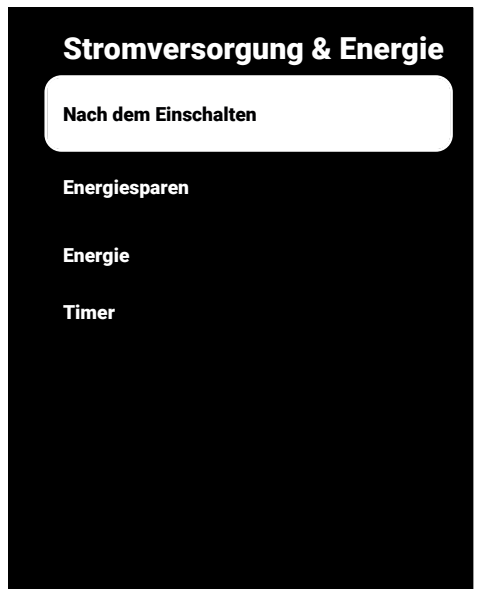 Stromversorgung & Energie
Nach dem Einschalten
Energiesparen
Energie
Timer